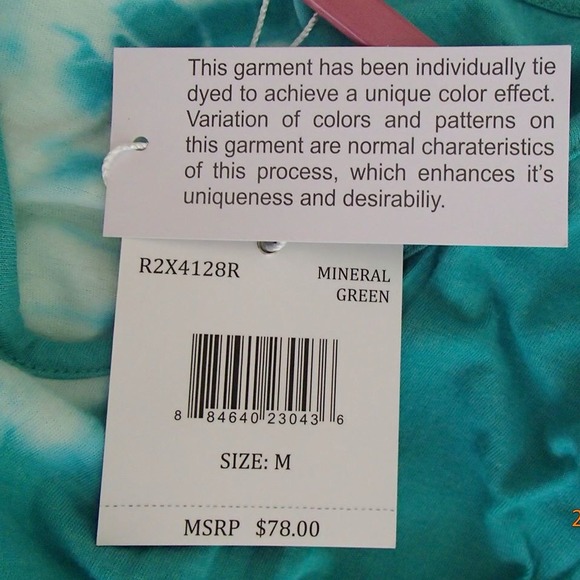 This garment has been individually tie
dyed to achieve a unique color effect.
Variation of colors and patterns on
this garment are normal charateristics
of this process, which enhances it's
uniqueness and desirabiliy.
R2X4128R
MINERAL
GREEN
8 84640 23043 6
SIZE: M
MSRP $78.00
2